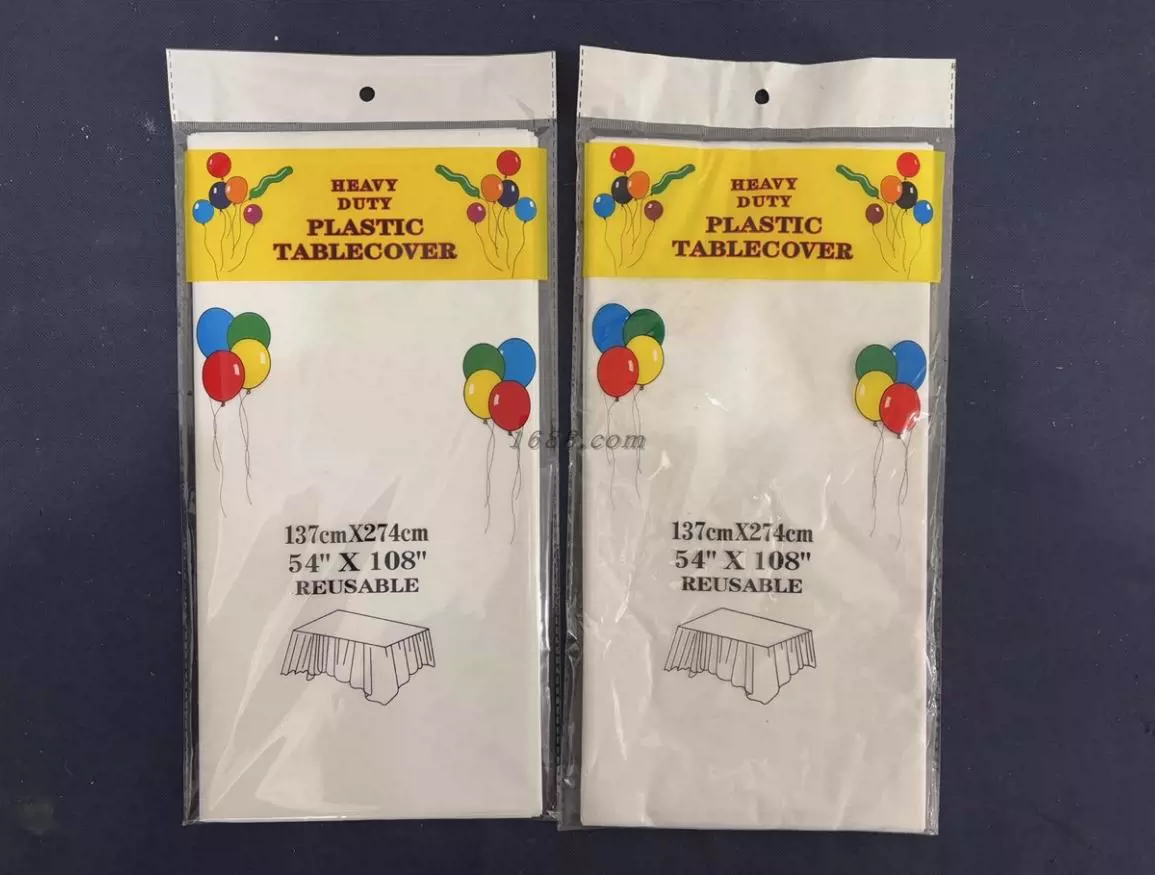 HEAVY
DUTY
PLASTIC
TABLECOVER
137cmX274cm
54" X 108"
REUSABLE
HEAVY
DUTY
PLASTIC
TABLECOVER
137cmX274cm
54" X 108"
REUSABLE
1688.com